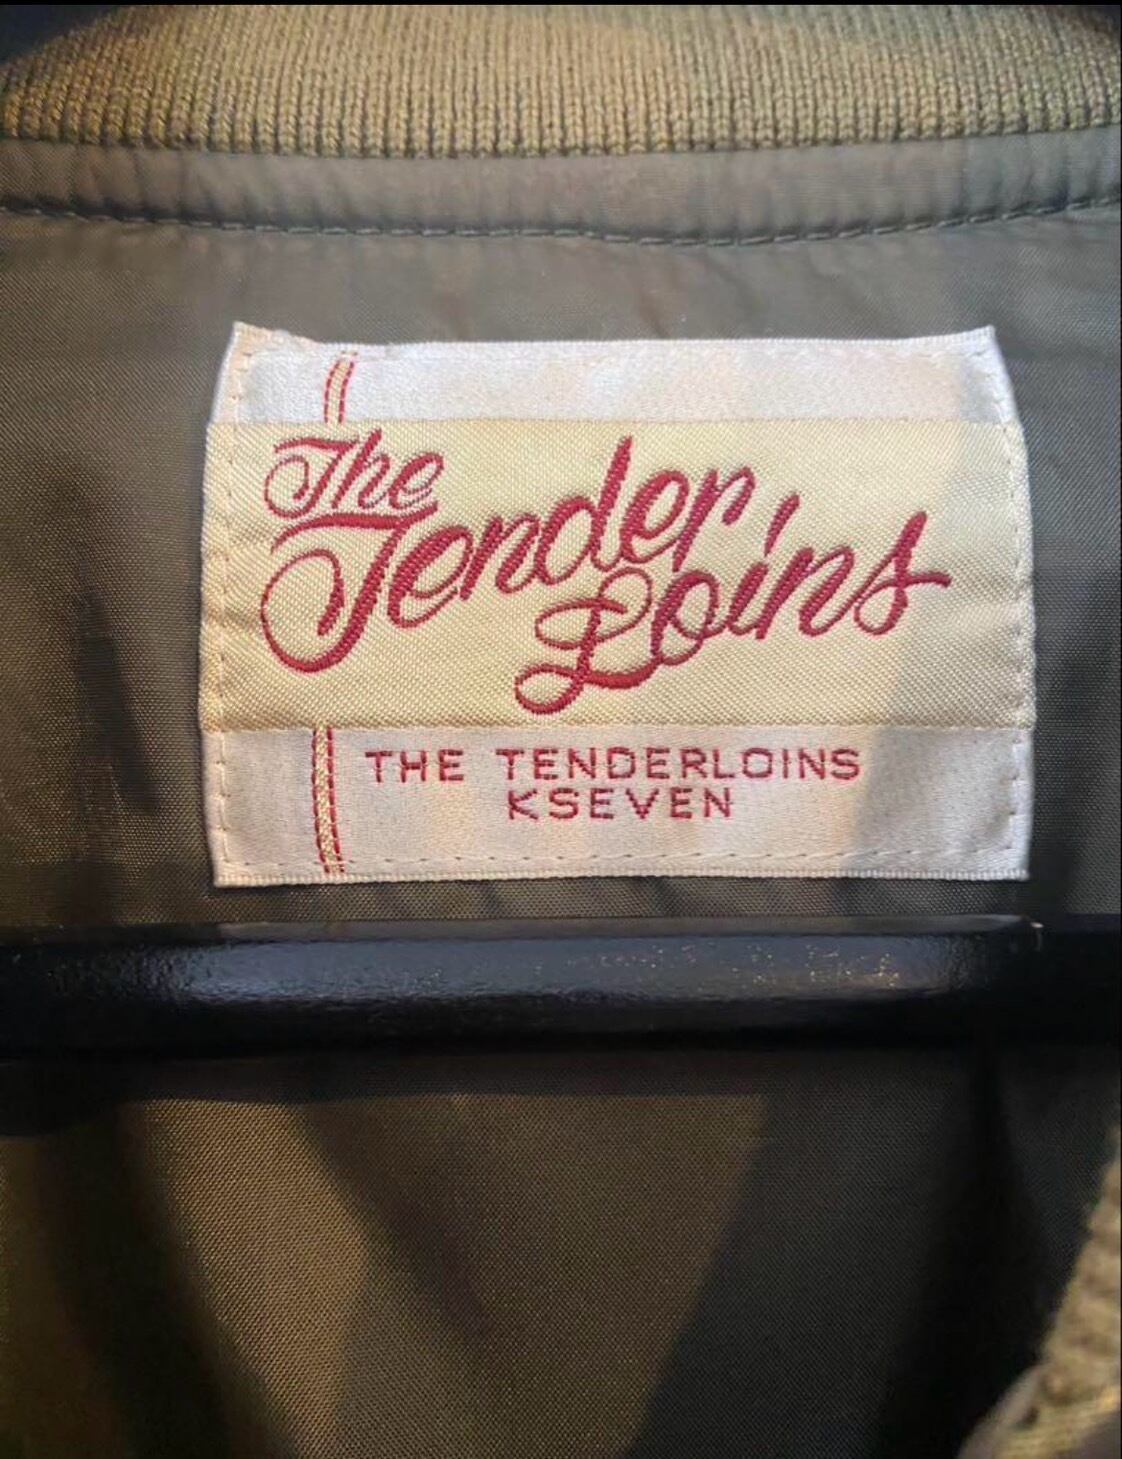 The
Tender
Loins
THE TENDERLOINS
KSEVEN